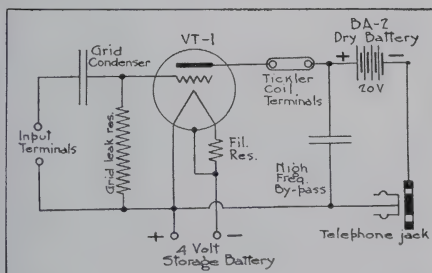 Grid
Condenser
VT-1
BA-2
Dry Battery
+ −
20V
Tickler
Coil
Terminals
Input
Terminals
Grid leak res.
Fil.
Res.
High
Freq.
By-pass
Telephone jack
+ −
4 Volt
Storage Battery